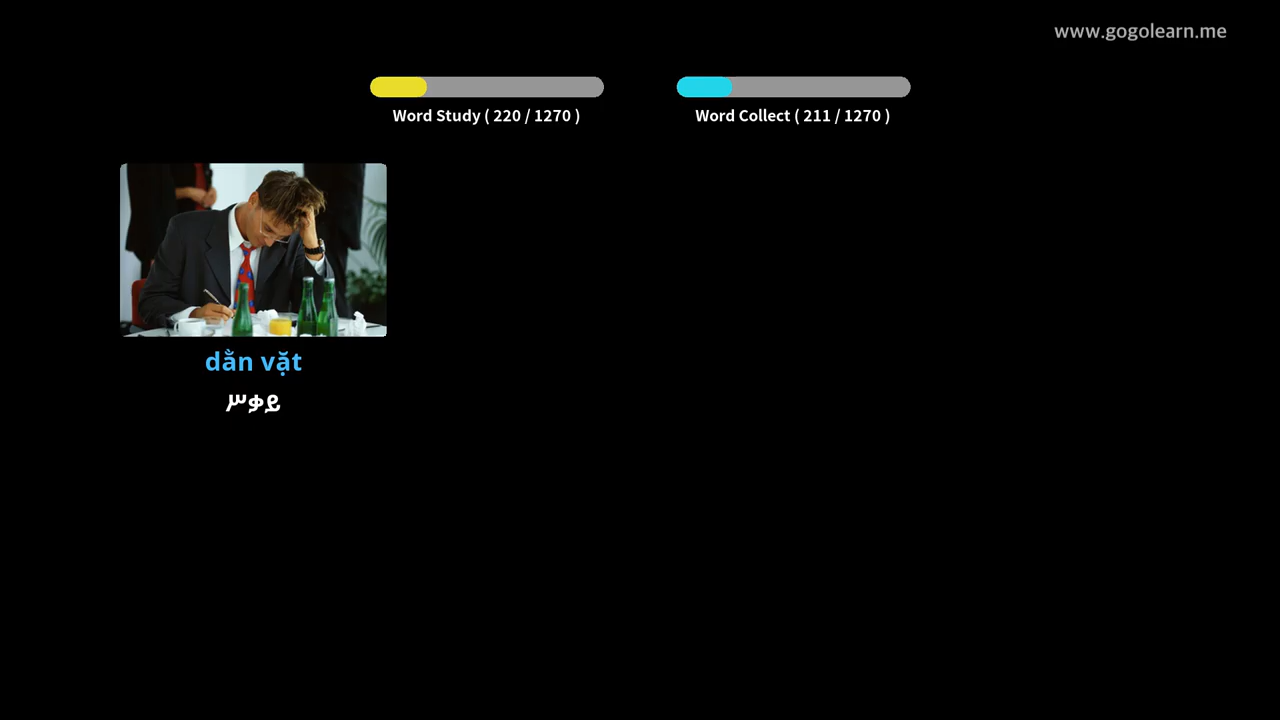 www.gogolearn.me
Word Study ( 220 / 1270 )
Word Collect ( 211 / 1270 )
dằn vặt
ሥቃይ